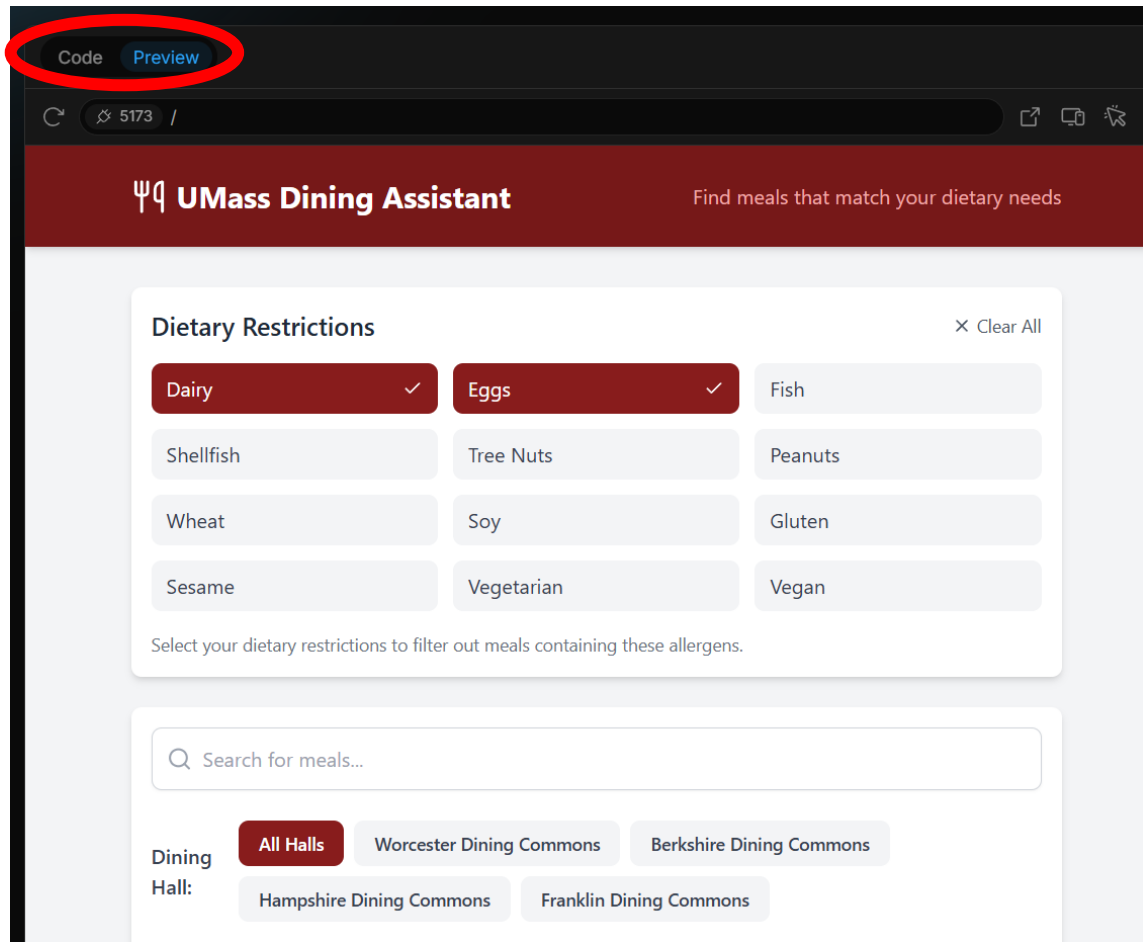 Code Preview
5173 /
UMass Dining Assistant Find meals that match your dietary needs
Dietary Restrictions Clear All
Dairy Eggs Fish
Shellfish Tree Nuts Peanuts
Wheat Soy Gluten
Sesame Vegetarian Vegan
Select your dietary restrictions to filter out meals containing these allergens.
Search for meals...
Dining Hall:
All Halls Worcester Dining Commons Berkshire Dining Commons
Hampshire Dining Commons Franklin Dining Commons